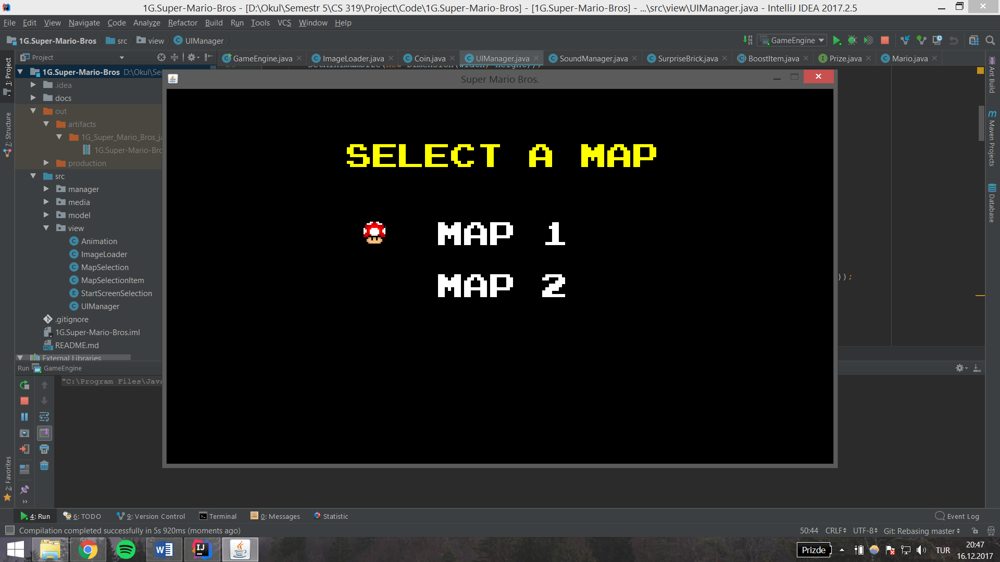 1G.Super-Mario-Bros - [D:\Okul\Semestr 5\CS 319\Project\Code\1G.Super-Mario-Bros] - [1G.Super-Mario-Bros] - ...\src\view\UIManager.java - IntelliJ IDEA 2017.2.5
File Edit View Navigate Code Analyze Refactor Build Run Tools VCS Window Help
1G.Super-Mario-Bros src view UIManager GameEngine
Project GameEngine.java ImageLoader.java Coin.java UIManager.java SoundManager.java SurpriseBrick.java BoostItem.java Prize.java Mario.java
1G.Super-Mario-Bros D:\Okul\Se
Super Mario Bros.
.idea
docs
out
artifacts
1G_Super_Mario_Bros_j
1G.Super-Mario-Bro
production
src
manager
media
model
view
Animation
ImageLoader
MapSelection
MapSelectionItem
StartScreenSelection
UIManager
.gitignore
1G.Super-Mario-Bros.iml
README.md
External Libraries
SELECT A MAP
MAP 1
MAP 2
));
1: Project
7: Structure
2: Favorites
Ant Build
Maven Projects
Database
Run GameEngine
"C:\Program Files\Java
4: Run 6: TODO 9: Version Control Terminal 0: Messages Statistic Event Log
Compilation completed successfully in 5s 920ms (moments ago) 50:44 CRLF UTF-8 Git: Rebasing master
Prizde TUR 20:47
16.12.2017